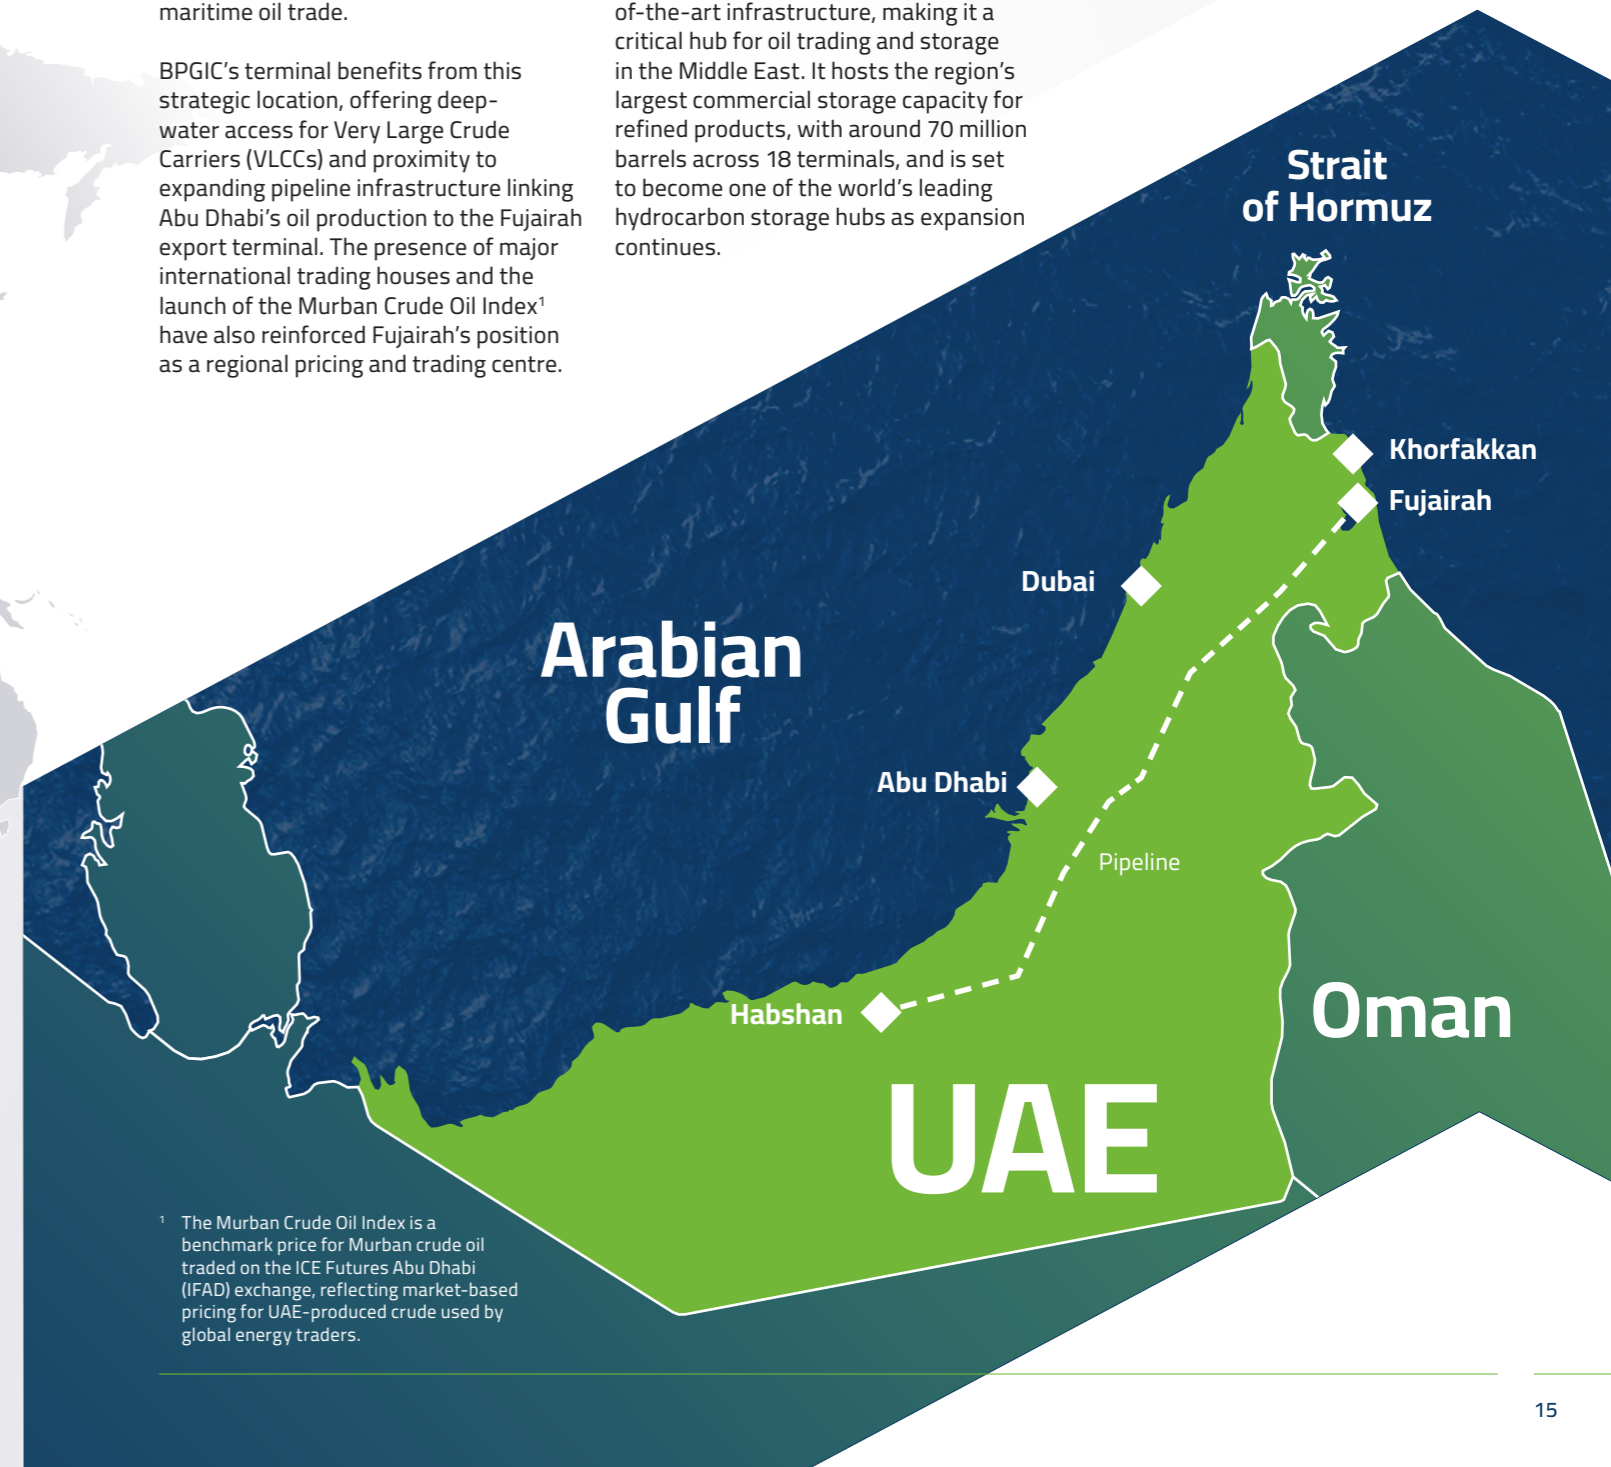 maritime oil trade.
BPGIC’s terminal benefits from this
strategic location, offering deep-
water access for Very Large Crude
Carriers (VLCCs) and proximity to
expanding pipeline infrastructure linking
Abu Dhabi’s oil production to the Fujairah
export terminal. The presence of major
international trading houses and the
launch of the Murban Crude Oil Index¹
have also reinforced Fujairah’s position
as a regional pricing and trading centre.
of-the-art infrastructure, making it a
critical hub for oil trading and storage
in the Middle East. It hosts the region’s
largest commercial storage capacity for
refined products, with around 70 million
barrels across 18 terminals, and is set
to become one of the world’s leading
hydrocarbon storage hubs as expansion
continues.
Strait
of Hormuz
Khorfakkan
Fujairah
Dubai
Arabian
Gulf
Abu Dhabi
Pipeline
Habshan
Oman
UAE
¹ The Murban Crude Oil Index is a
benchmark price for Murban crude oil
traded on the ICE Futures Abu Dhabi
(IFAD) exchange, reflecting market-based
pricing for UAE-produced crude used by
global energy traders.
15